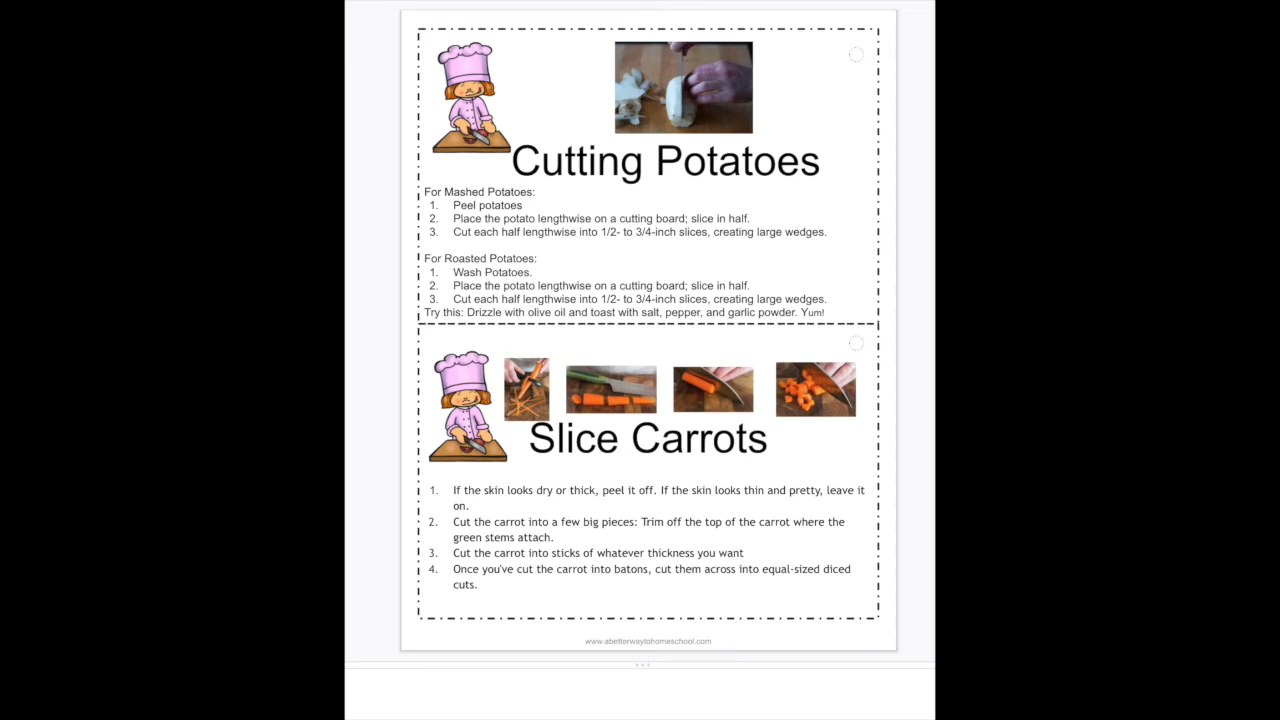 Cutting Potatoes
For Mashed Potatoes:
1. Peel potatoes
2. Place the potato lengthwise on a cutting board; slice in half.
3. Cut each half lengthwise into 1/2- to 3/4-inch slices, creating large wedges.
For Roasted Potatoes:
1. Wash Potatoes.
2. Place the potato lengthwise on a cutting board; slice in half.
3. Cut each half lengthwise into 1/2- to 3/4-inch slices, creating large wedges.
Try this: Drizzle with olive oil and toast with salt, pepper, and garlic powder. Yum!
Slice Carrots
1. If the skin looks dry or thick, peel it off. If the skin looks thin and pretty, leave it
on.
2. Cut the carrot into a few big pieces: Trim off the top of the carrot where the
green stems attach.
3. Cut the carrot into sticks of whatever thickness you want
4. Once you've cut the carrot into batons, cut them across into equal-sized diced
cuts.
www.abetterwaytohomeschool.com